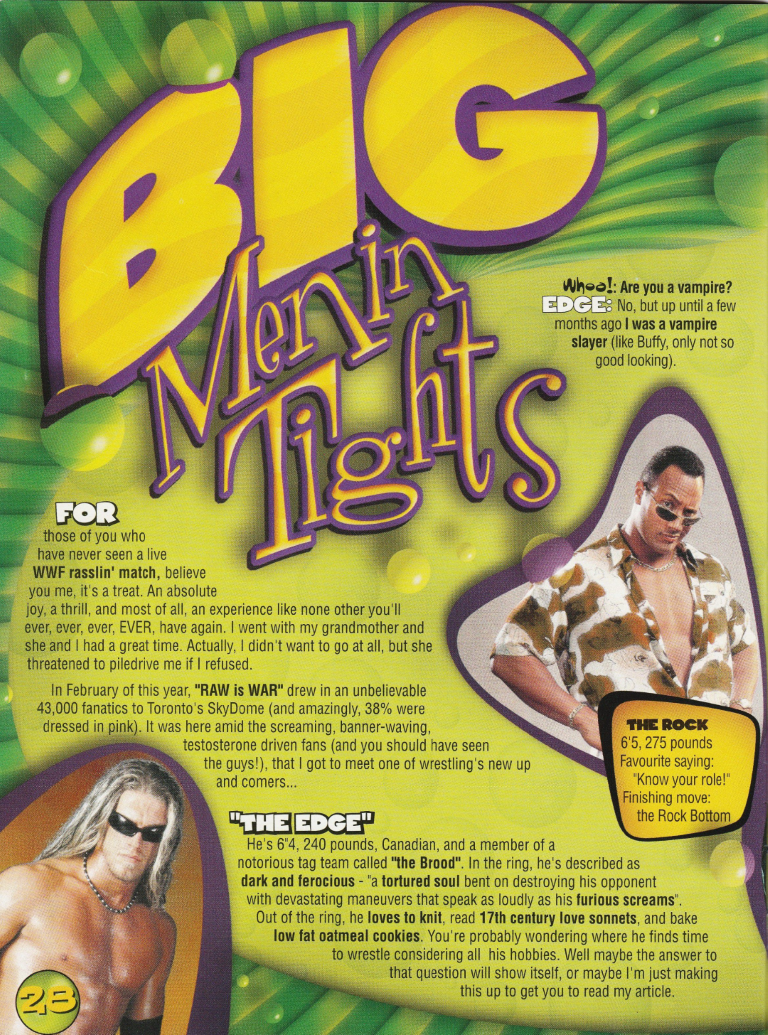 BIG
Men in
Tights
Whoa!: Are you a vampire?
EDGE: No, but up until a few
months ago I was a vampire
slayer (like Buffy, only not so
good looking).
FOR
those of you who
have never seen a live
WWF rasslin' match, believe
you me, it's a treat. An absolute
joy, a thrill, and most of all, an experience like none other you'll
ever, ever, ever, EVER, have again. I went with my grandmother and
she and I had a great time. Actually, I didn't want to go at all, but she
threatened to piledrive me if I refused.
In February of this year, "RAW is WAR" drew in an unbelievable
43,000 fanatics to Toronto's SkyDome (and amazingly, 38% were
dressed in pink). It was here amid the screaming, banner-waving,
testosterone driven fans (and you should have seen
the guys!), that I got to meet one of wrestling's new up
and comers...
THE ROCK
6'5, 275 pounds
Favourite saying:
"Know your role!"
Finishing move:
the Rock Bottom
"THE EDGE"
He's 6"4, 240 pounds, Canadian, and a member of a
notorious tag team called "the Brood". In the ring, he's described as
dark and ferocious - "a tortured soul bent on destroying his opponent
with devastating maneuvers that speak as loudly as his furious screams".
Out of the ring, he loves to knit, read 17th century love sonnets, and bake
low fat oatmeal cookies. You're probably wondering where he finds time
to wrestle considering all his hobbies. Well maybe the answer to
that question will show itself, or maybe I'm just making
this up to get you to read my article.
28